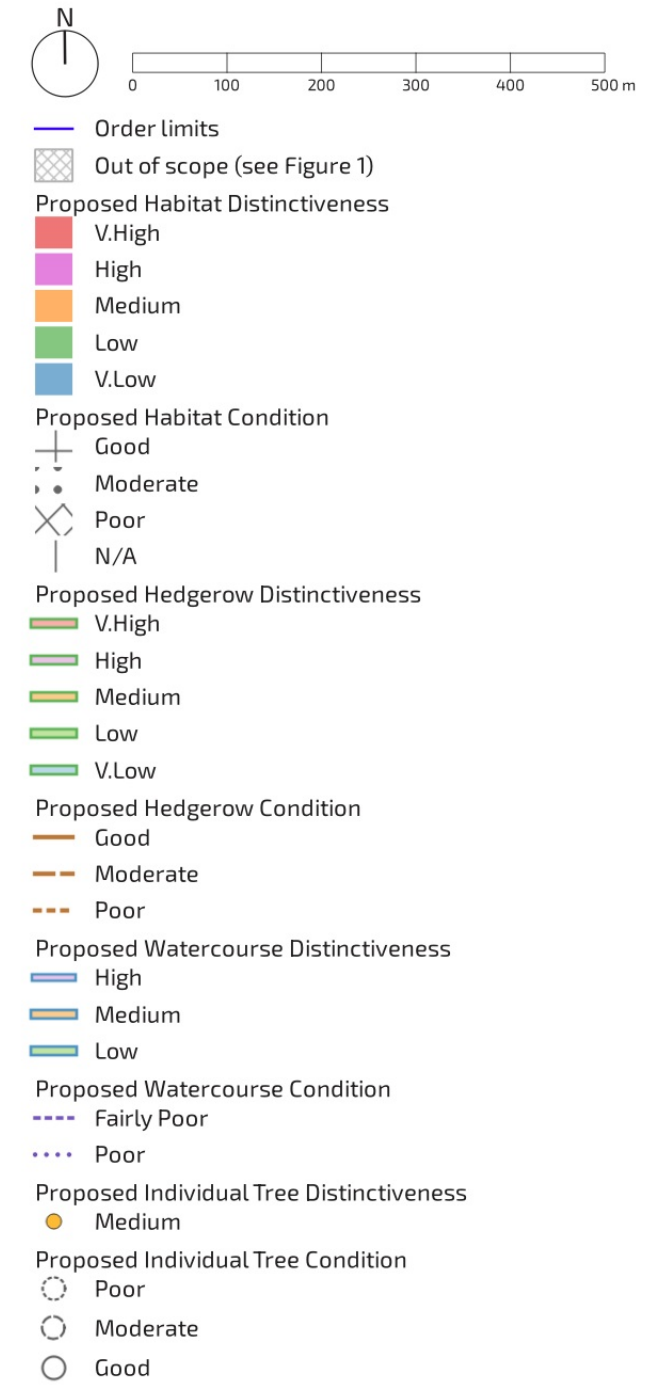 N
0 100 200 300 400 500 m
Order limits
Out of scope (see Figure 1)
Proposed Habitat Distinctiveness
V.High
High
Medium
Low
V.Low
Proposed Habitat Condition
Good
Moderate
Poor
N/A
Proposed Hedgerow Distinctiveness
V.High
High
Medium
Low
V.Low
Proposed Hedgerow Condition
Good
Moderate
Poor
Proposed Watercourse Distinctiveness
High
Medium
Low
Proposed Watercourse Condition
Fairly Poor
Poor
Proposed Individual Tree Distinctiveness
Medium
Proposed Individual Tree Condition
Poor
Moderate
Good